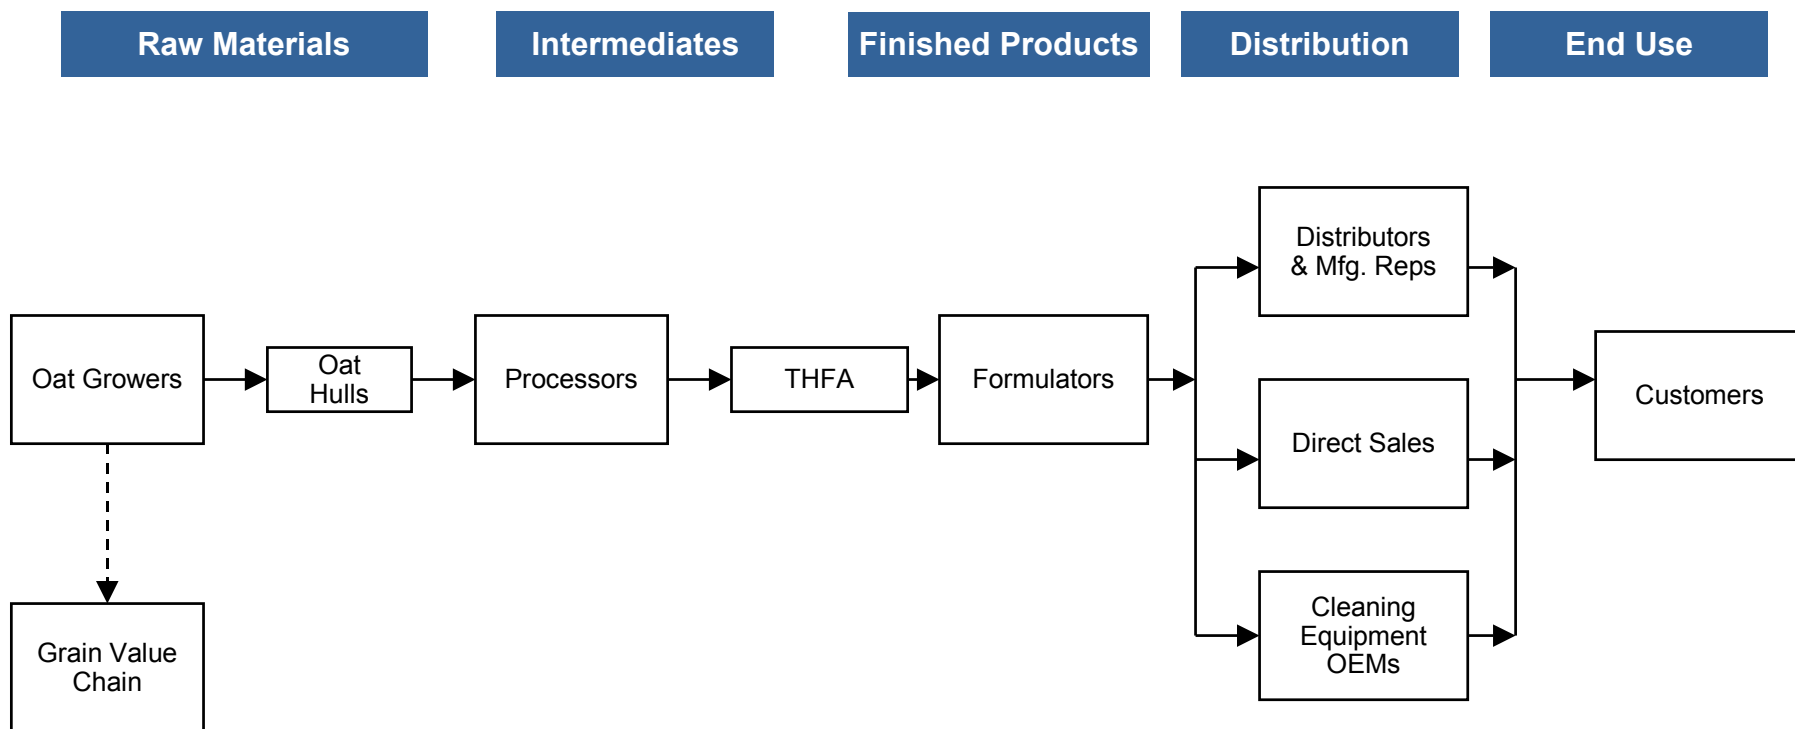 Raw Materials
Intermediates
Finished Products
Distribution
End Use
Oat Growers
Oat
Hulls
Processors
THFA
Formulators
Distributors
& Mfg. Reps
Direct Sales
Cleaning
Equipment
OEMs
Customers
Grain Value
Chain